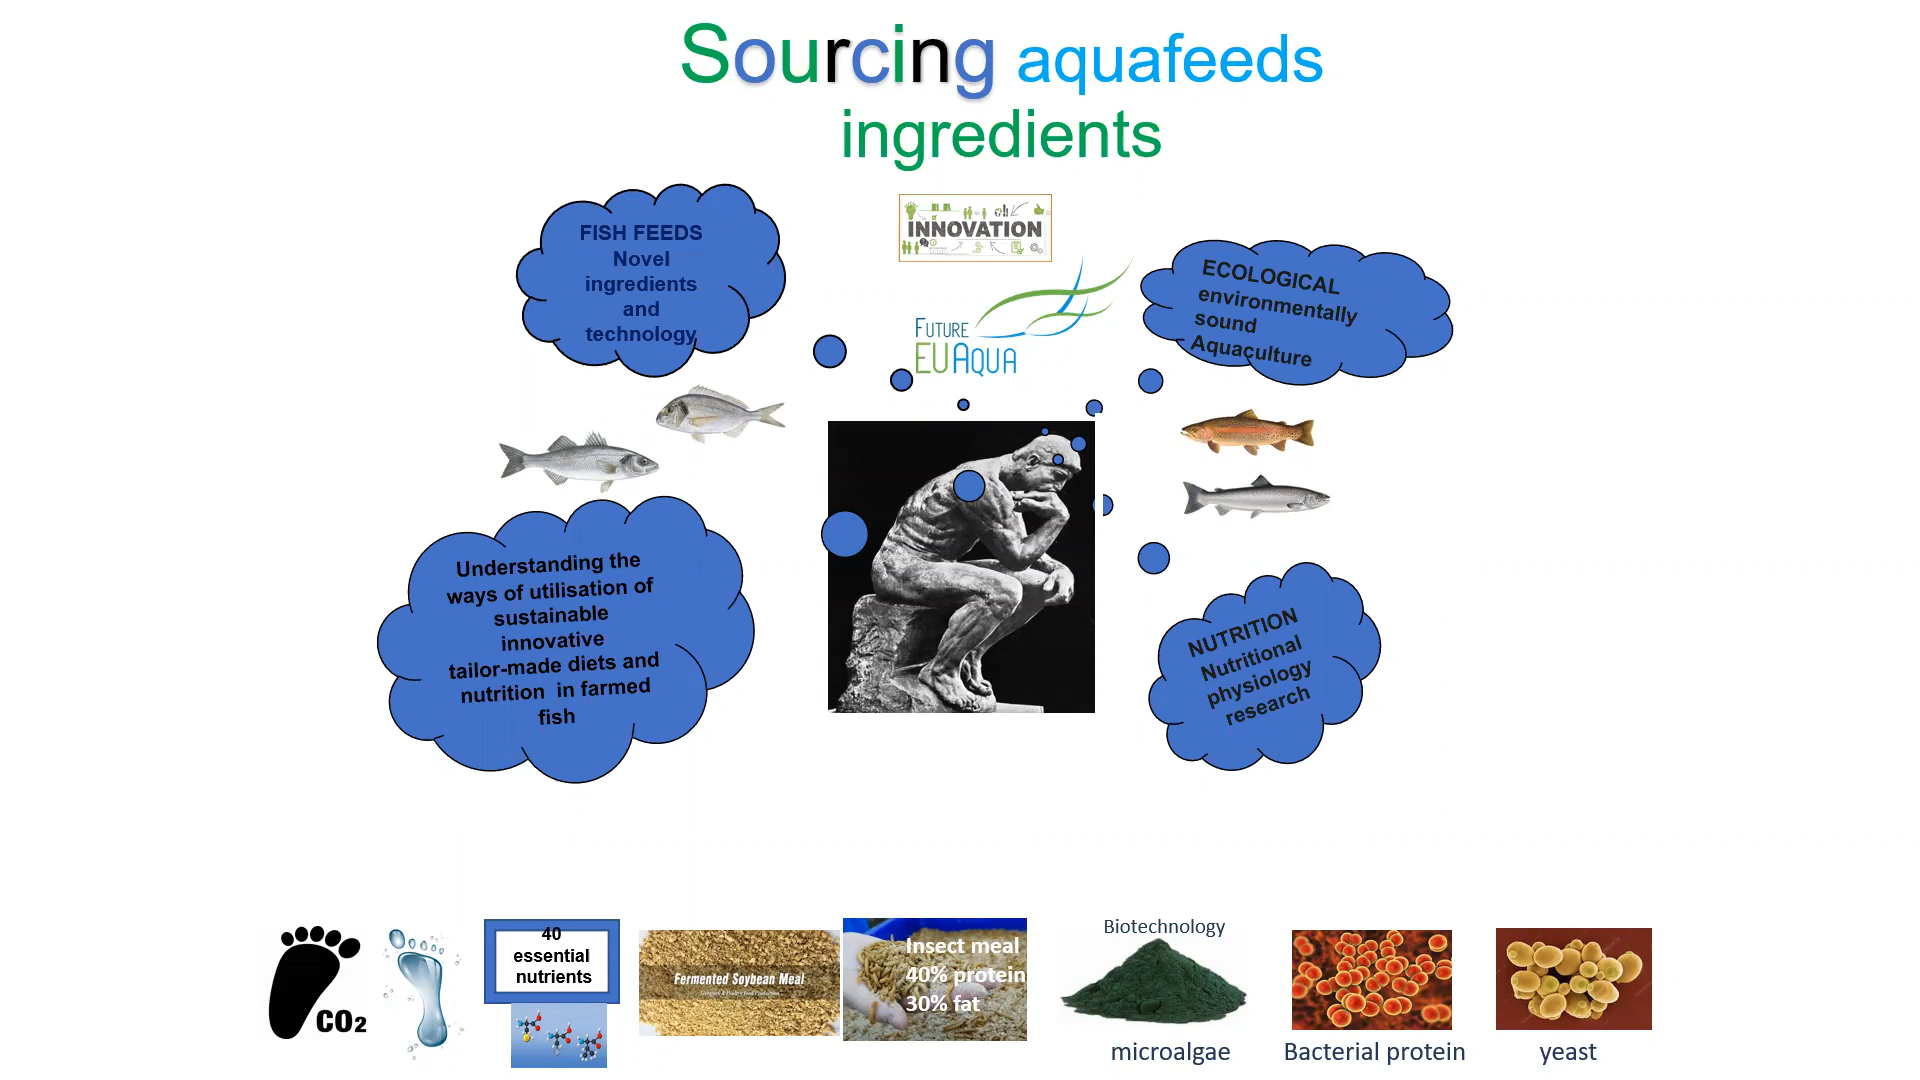 Sourcing aquafeeds
ingredients
INNOVATION
FUTURE
EUAQUA
FISH FEEDS
Novel
ingredients
and
technology
ECOLOGICAL
environmentally
sound
Aquaculture
Understanding the
ways of utilisation of
sustainable
innovative
tailor-made diets and
nutrition in farmed
fish
NUTRITION
Nutritional
physiology
research
CO2
40
essential
nutrients
Fermented Soybean Meal
Insect meal
40% protein
30% fat
Biotechnology
microalgae
Bacterial protein
yeast